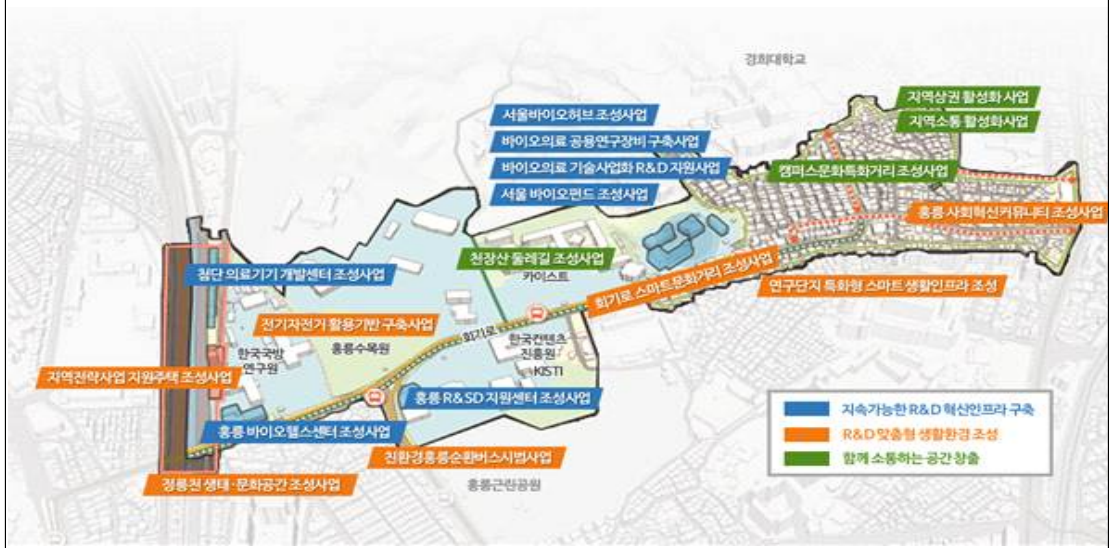 경희대학교
지역상권 활성화 사업
지역소통 활성화사업
서울바이오허브 조성사업
바이오의료 공용연구장비 구축사업
바이오의료 기술사업화 R&D 지원사업
서울 바이오펀드 조성사업
캠퍼스문화특화거리 조성사업
홍릉 사회혁신커뮤니티 조성사업
천장산 둘레길 조성사업
카이스트
회기로 스마트문화거리 조성사업
연구단지 특화형 스마트 생활인프라 조성
첨단 의료기기 개발센터 조성사업
전기자전거 활용기반 구축사업
홍릉수목원
회기로
한국컨텐츠
진흥원
KISTI
한국국방
연구원
지역전략사업 지원주택 조성사업
홍릉 R&SD 지원센터 조성사업
홍릉 바이오헬스센터 조성사업
친환경홍릉순환버스시범사업
정릉천 생태·문화공간 조성사업
홍릉근린공원
지속가능한 R&D 혁신인프라 구축
R&D 맞춤형 생활환경 조성
함께 소통하는 공간 창출